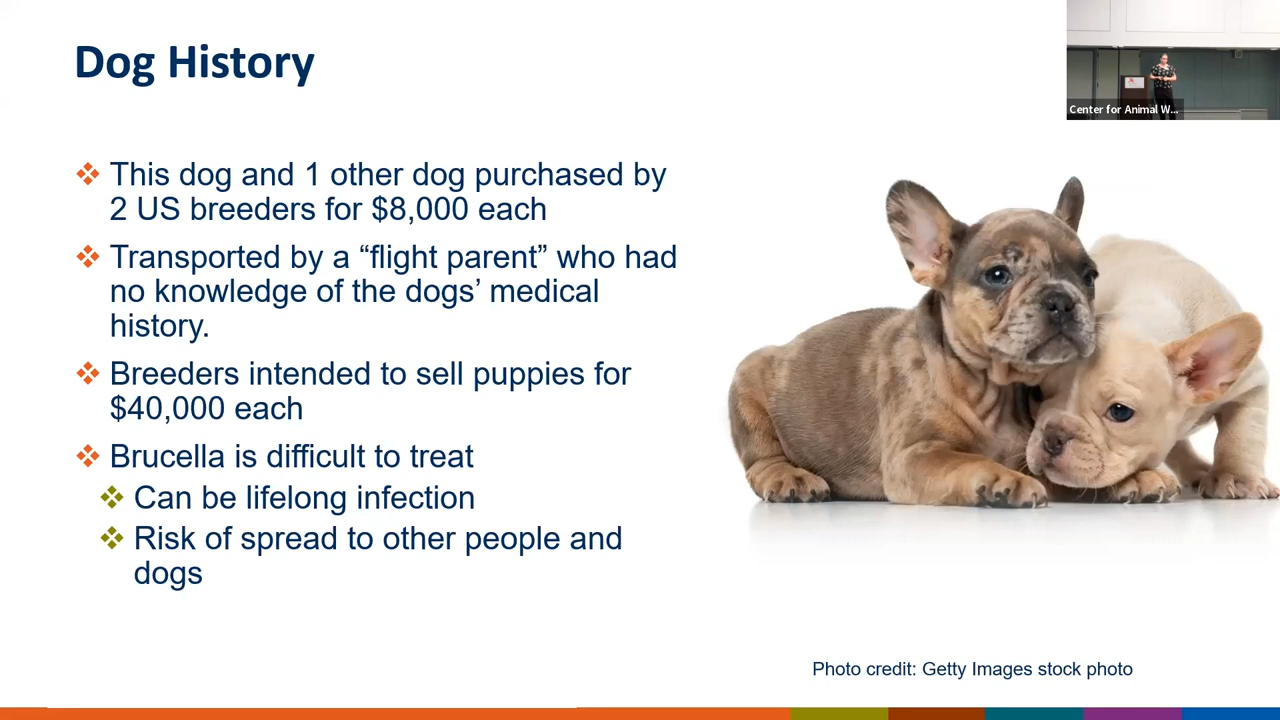 Dog History
Center for Animal W...
This dog and 1 other dog purchased by
2 US breeders for $8,000 each
Transported by a “flight parent” who had
no knowledge of the dogs’ medical
history.
Breeders intended to sell puppies for
$40,000 each
Brucella is difficult to treat
Can be lifelong infection
Risk of spread to other people and
dogs
Photo credit: Getty Images stock photo